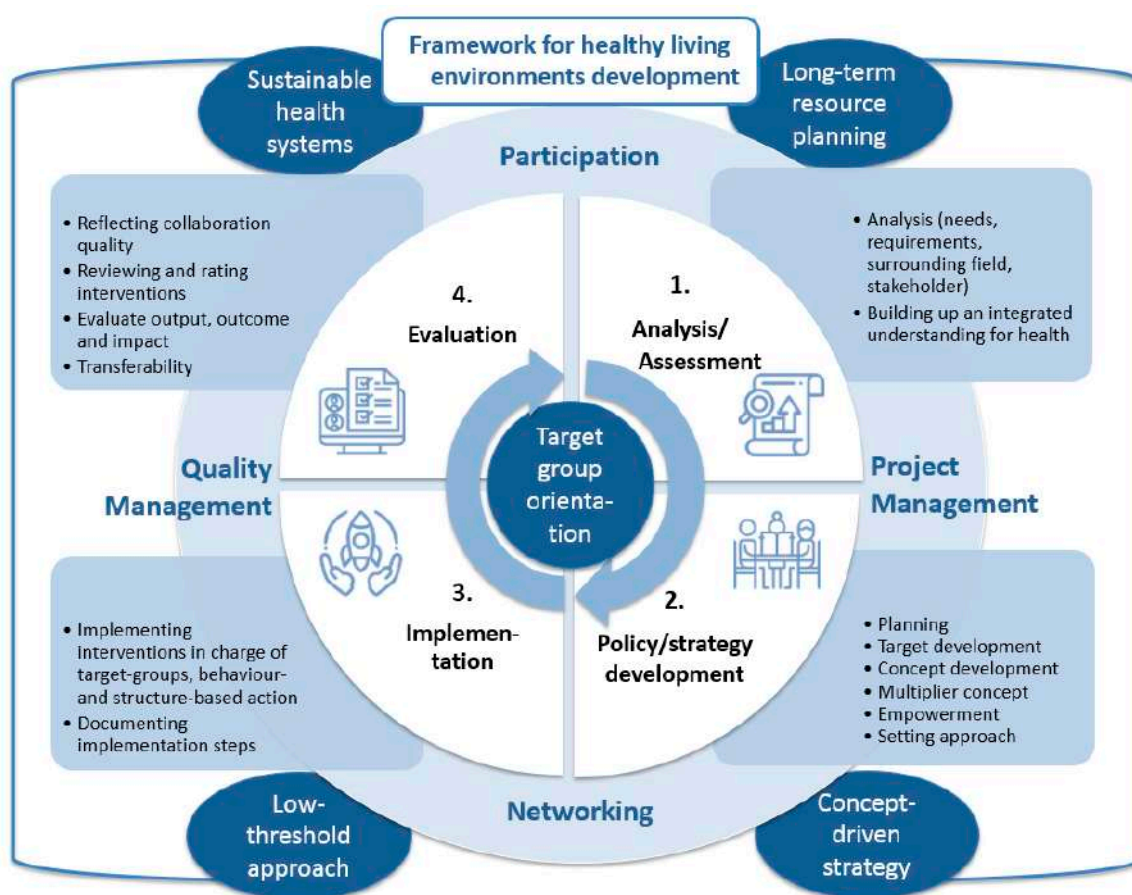 Framework for healthy living
environments development
Sustainable
health
systems
Long-term
resource
planning
Participation
• Reflecting collaboration
quality
• Reviewing and rating
interventions
• Evaluate output, outcome
and impact
• Transferability
• Analysis (needs,
requirements,
surrounding field,
stakeholder)
• Building up an integrated
understanding for health
4.
Evaluation
1.
Analysis/
Assessment
Target
group
orienta-
tion
Quality
Management
Project
Management
3.
Implemen-
tation
2.
Policy/strategy
development
• Implementing
interventions in charge of
target-groups, behaviour-
and structure-based action
• Documenting
implementation steps
• Planning
• Target development
• Concept development
• Multiplier concept
• Empowerment
• Setting approach
Networking
Low-
threshold
approach
Concept-
driven
strategy